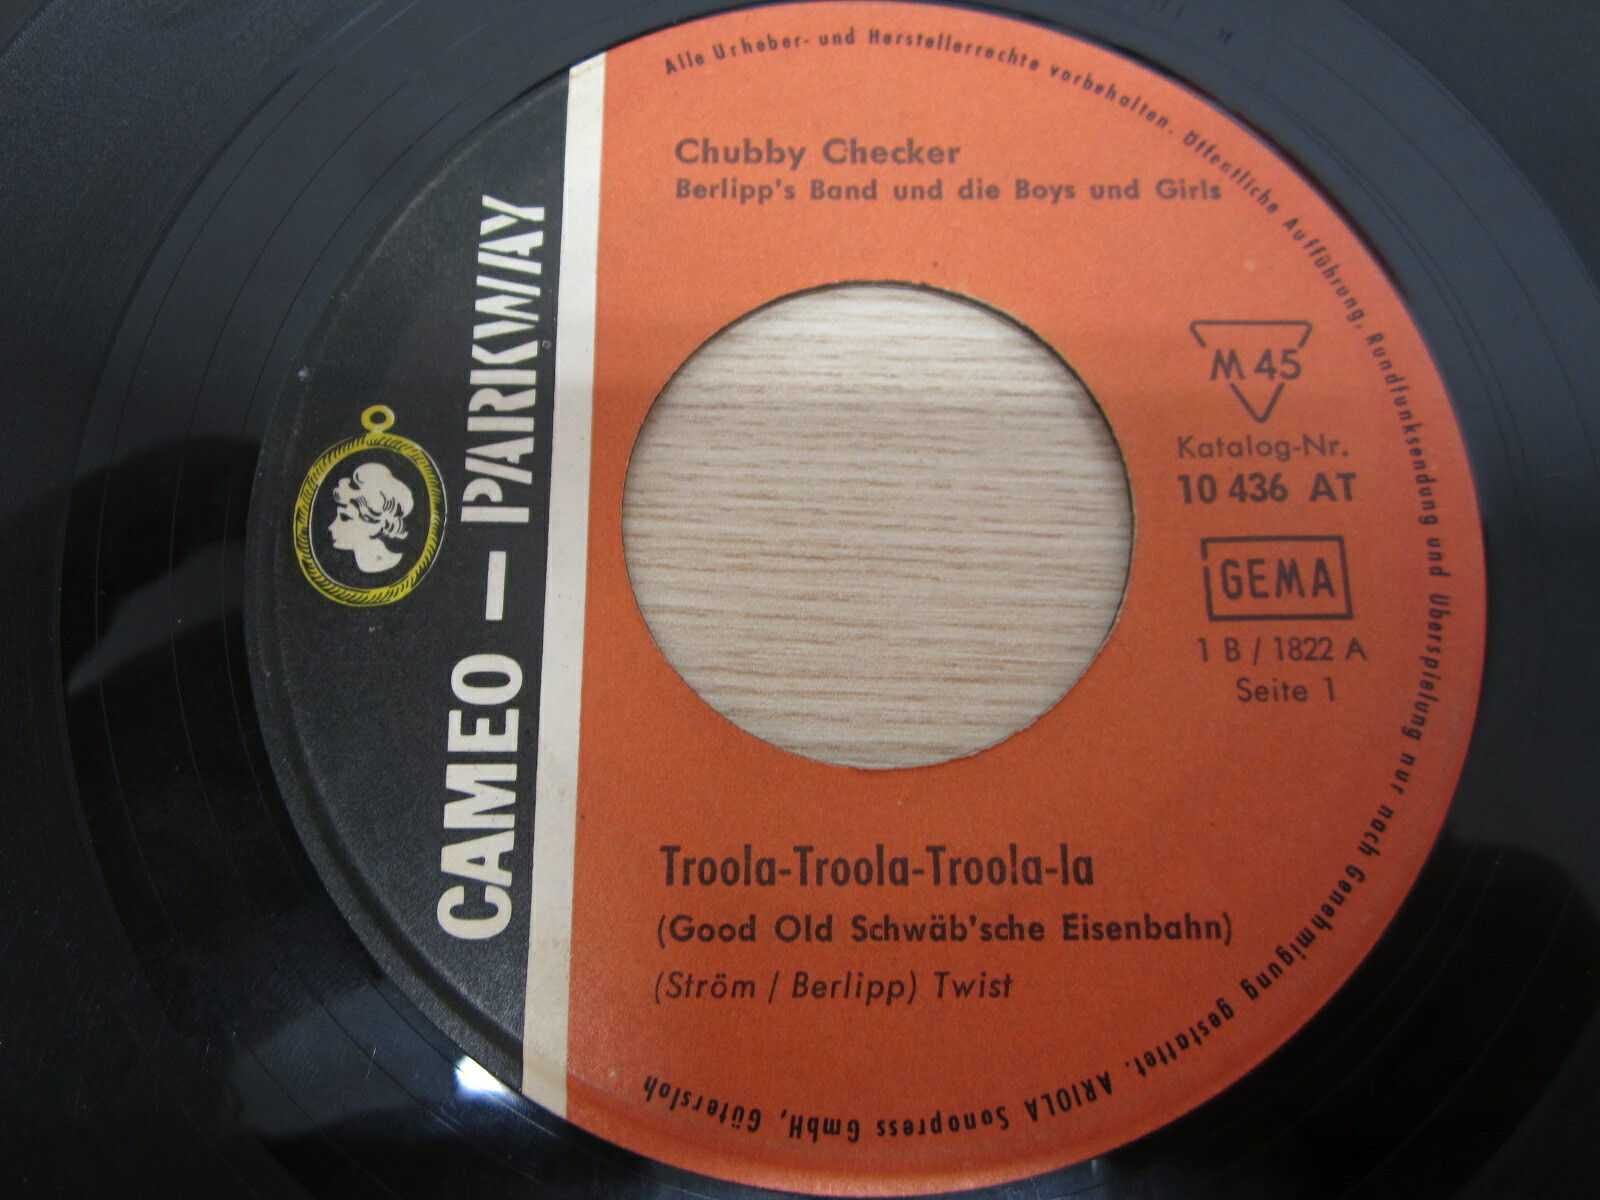 Alle Urheber- und Herstellerrechte vorbehalten. Öffentliche Aufführung, Rundfunksendung und Überspielung nur nach Genehmigung gestattet. ARIOLA Sonopress GmbH, Gütersloh
Chubby Checker
Berlipp's Band und die Boys und Girls
CAMEO – PARKWAY
M 45
Katalog-Nr.
10 436 AT
GEMA
1 B / 1822 A
Seite 1
Troola-Troola-Troola-la
(Good Old Schwäb'sche Eisenbahn)
(Ström / Berlipp) Twist